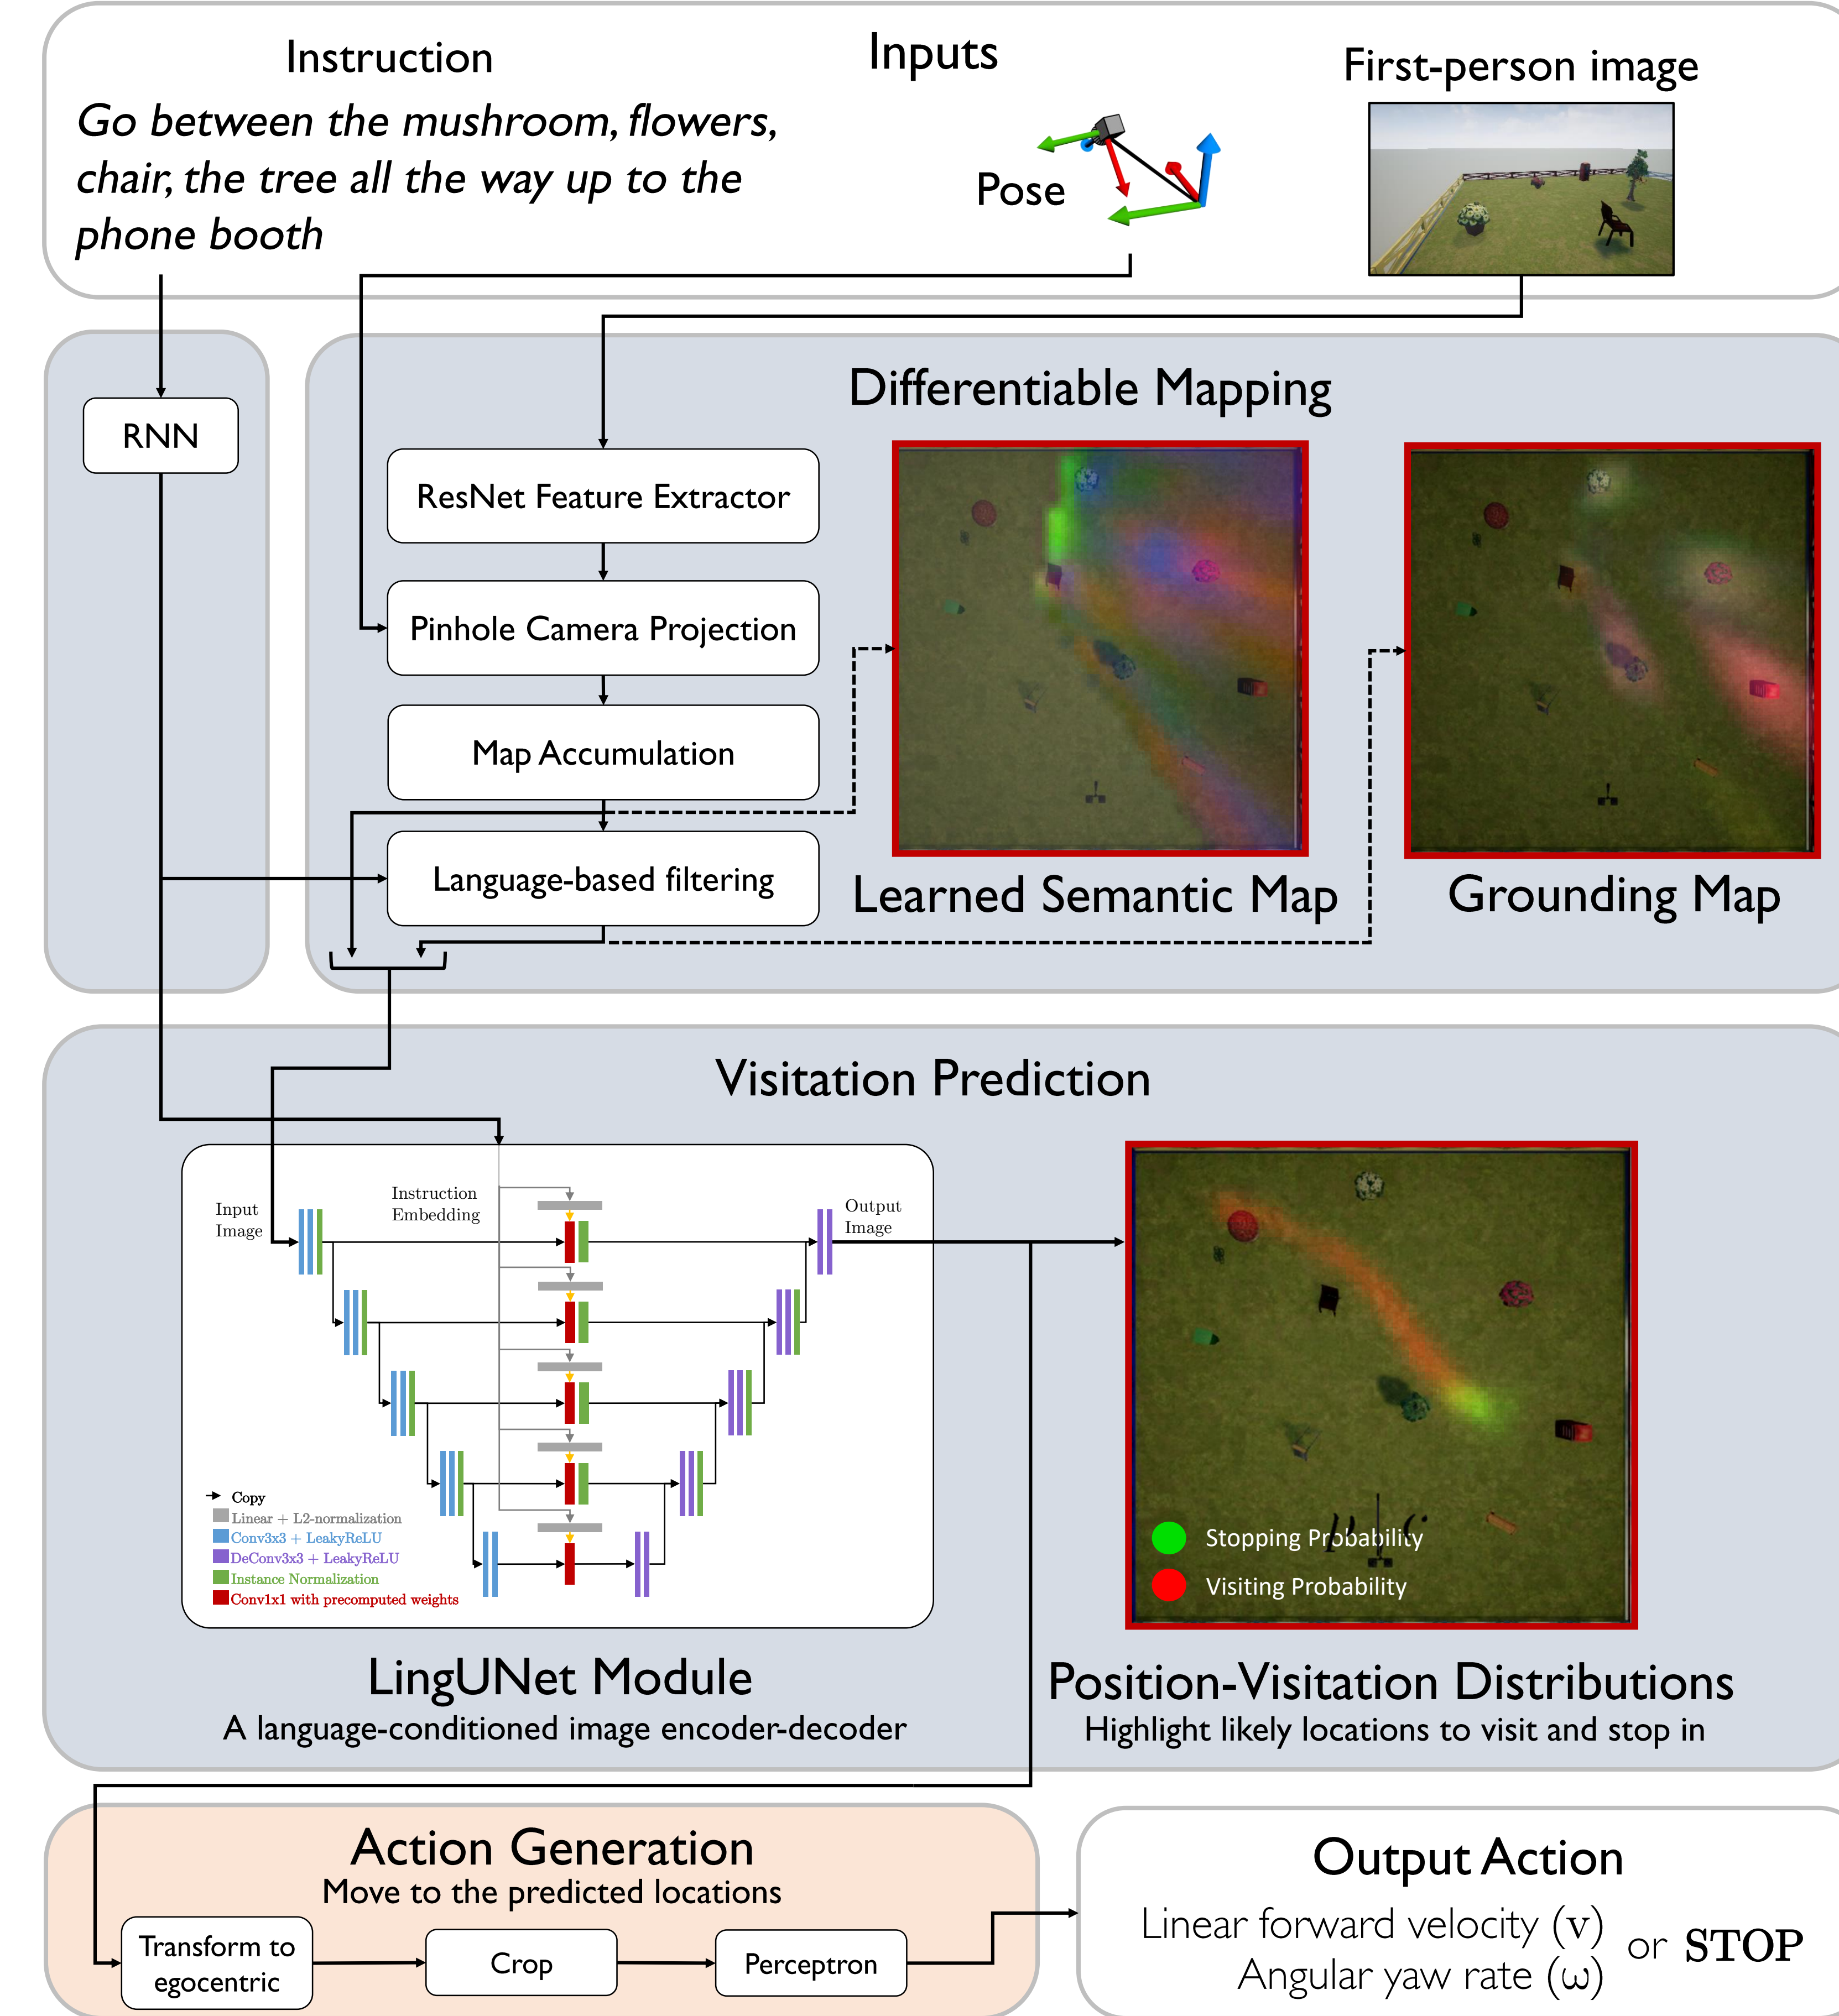 Inputs
Instruction
Go between the mushroom, flowers,
chair, the tree all the way up to the
phone booth
Pose
First-person image
RNN
Differentiable Mapping
ResNet Feature Extractor
Pinhole Camera Projection
Map Accumulation
Language-based filtering
Learned Semantic Map
Grounding Map
Visitation Prediction
Input
Image
Instruction
Embedding
Output
Image
Copy
Linear + L2-normalization
Conv3x3 + LeakyReLU
DeConv3x3 + LeakyReLU
Instance Normalization
Conv1x1 with precomputed weights
Stopping Probability
Visiting Probability
LingUNet Module
A language-conditioned image encoder-decoder
Position-Visitation Distributions
Highlight likely locations to visit and stop in
Action Generation
Move to the predicted locations
Transform to
egocentric
Crop
Perceptron
Output Action
Linear forward velocity (v)
Angular yaw rate (ω)
or STOP